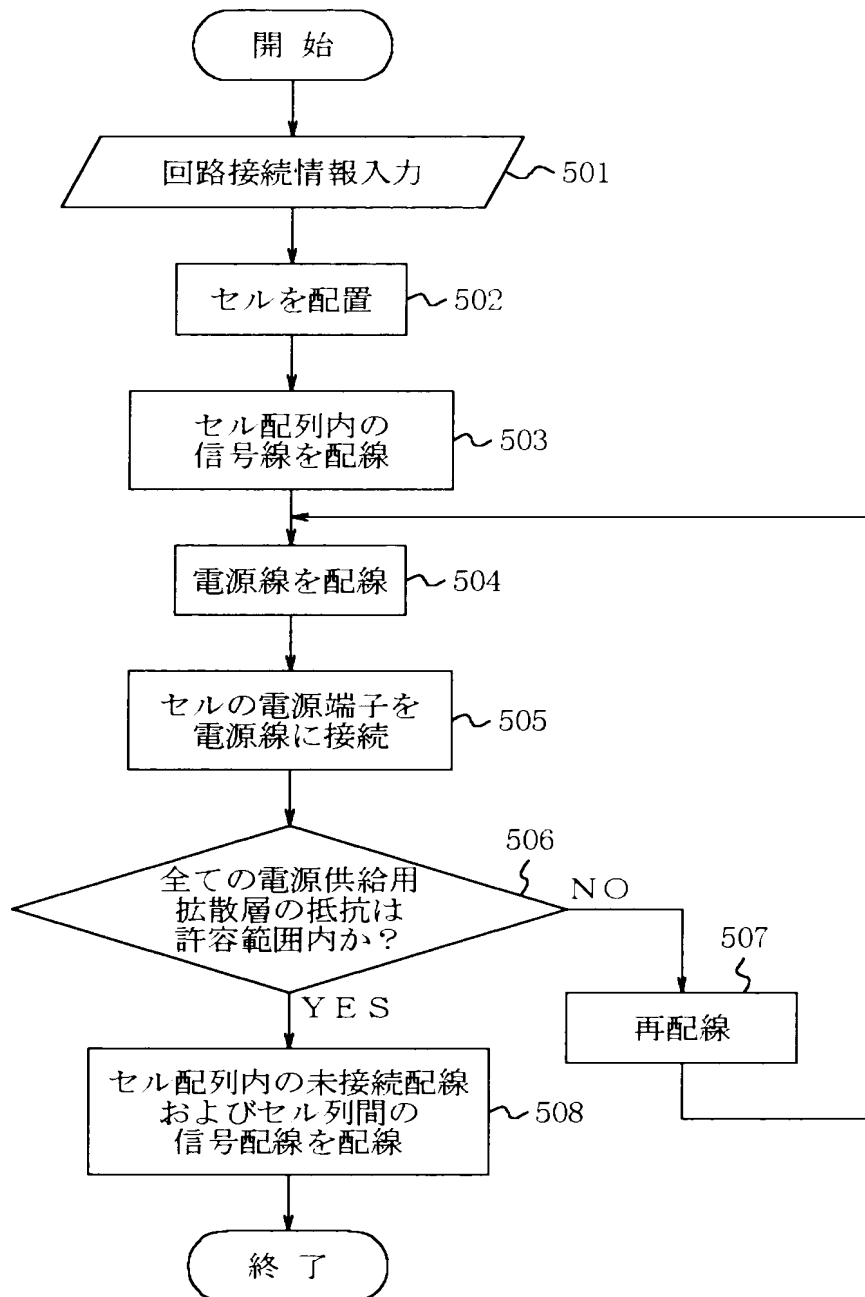 開始
回路接続情報入力
501
セルを配置
502
セル配列内の
信号線を配線
503
電源線を配線
504
セルの電源端子を
電源線に接続
505
全ての電源供給用
拡散層の抵抗は
許容範囲内か？
506
NO
YES
507
再配線
セル配列内の未接続配線
およびセル列間の
信号配線を配線
508
終了